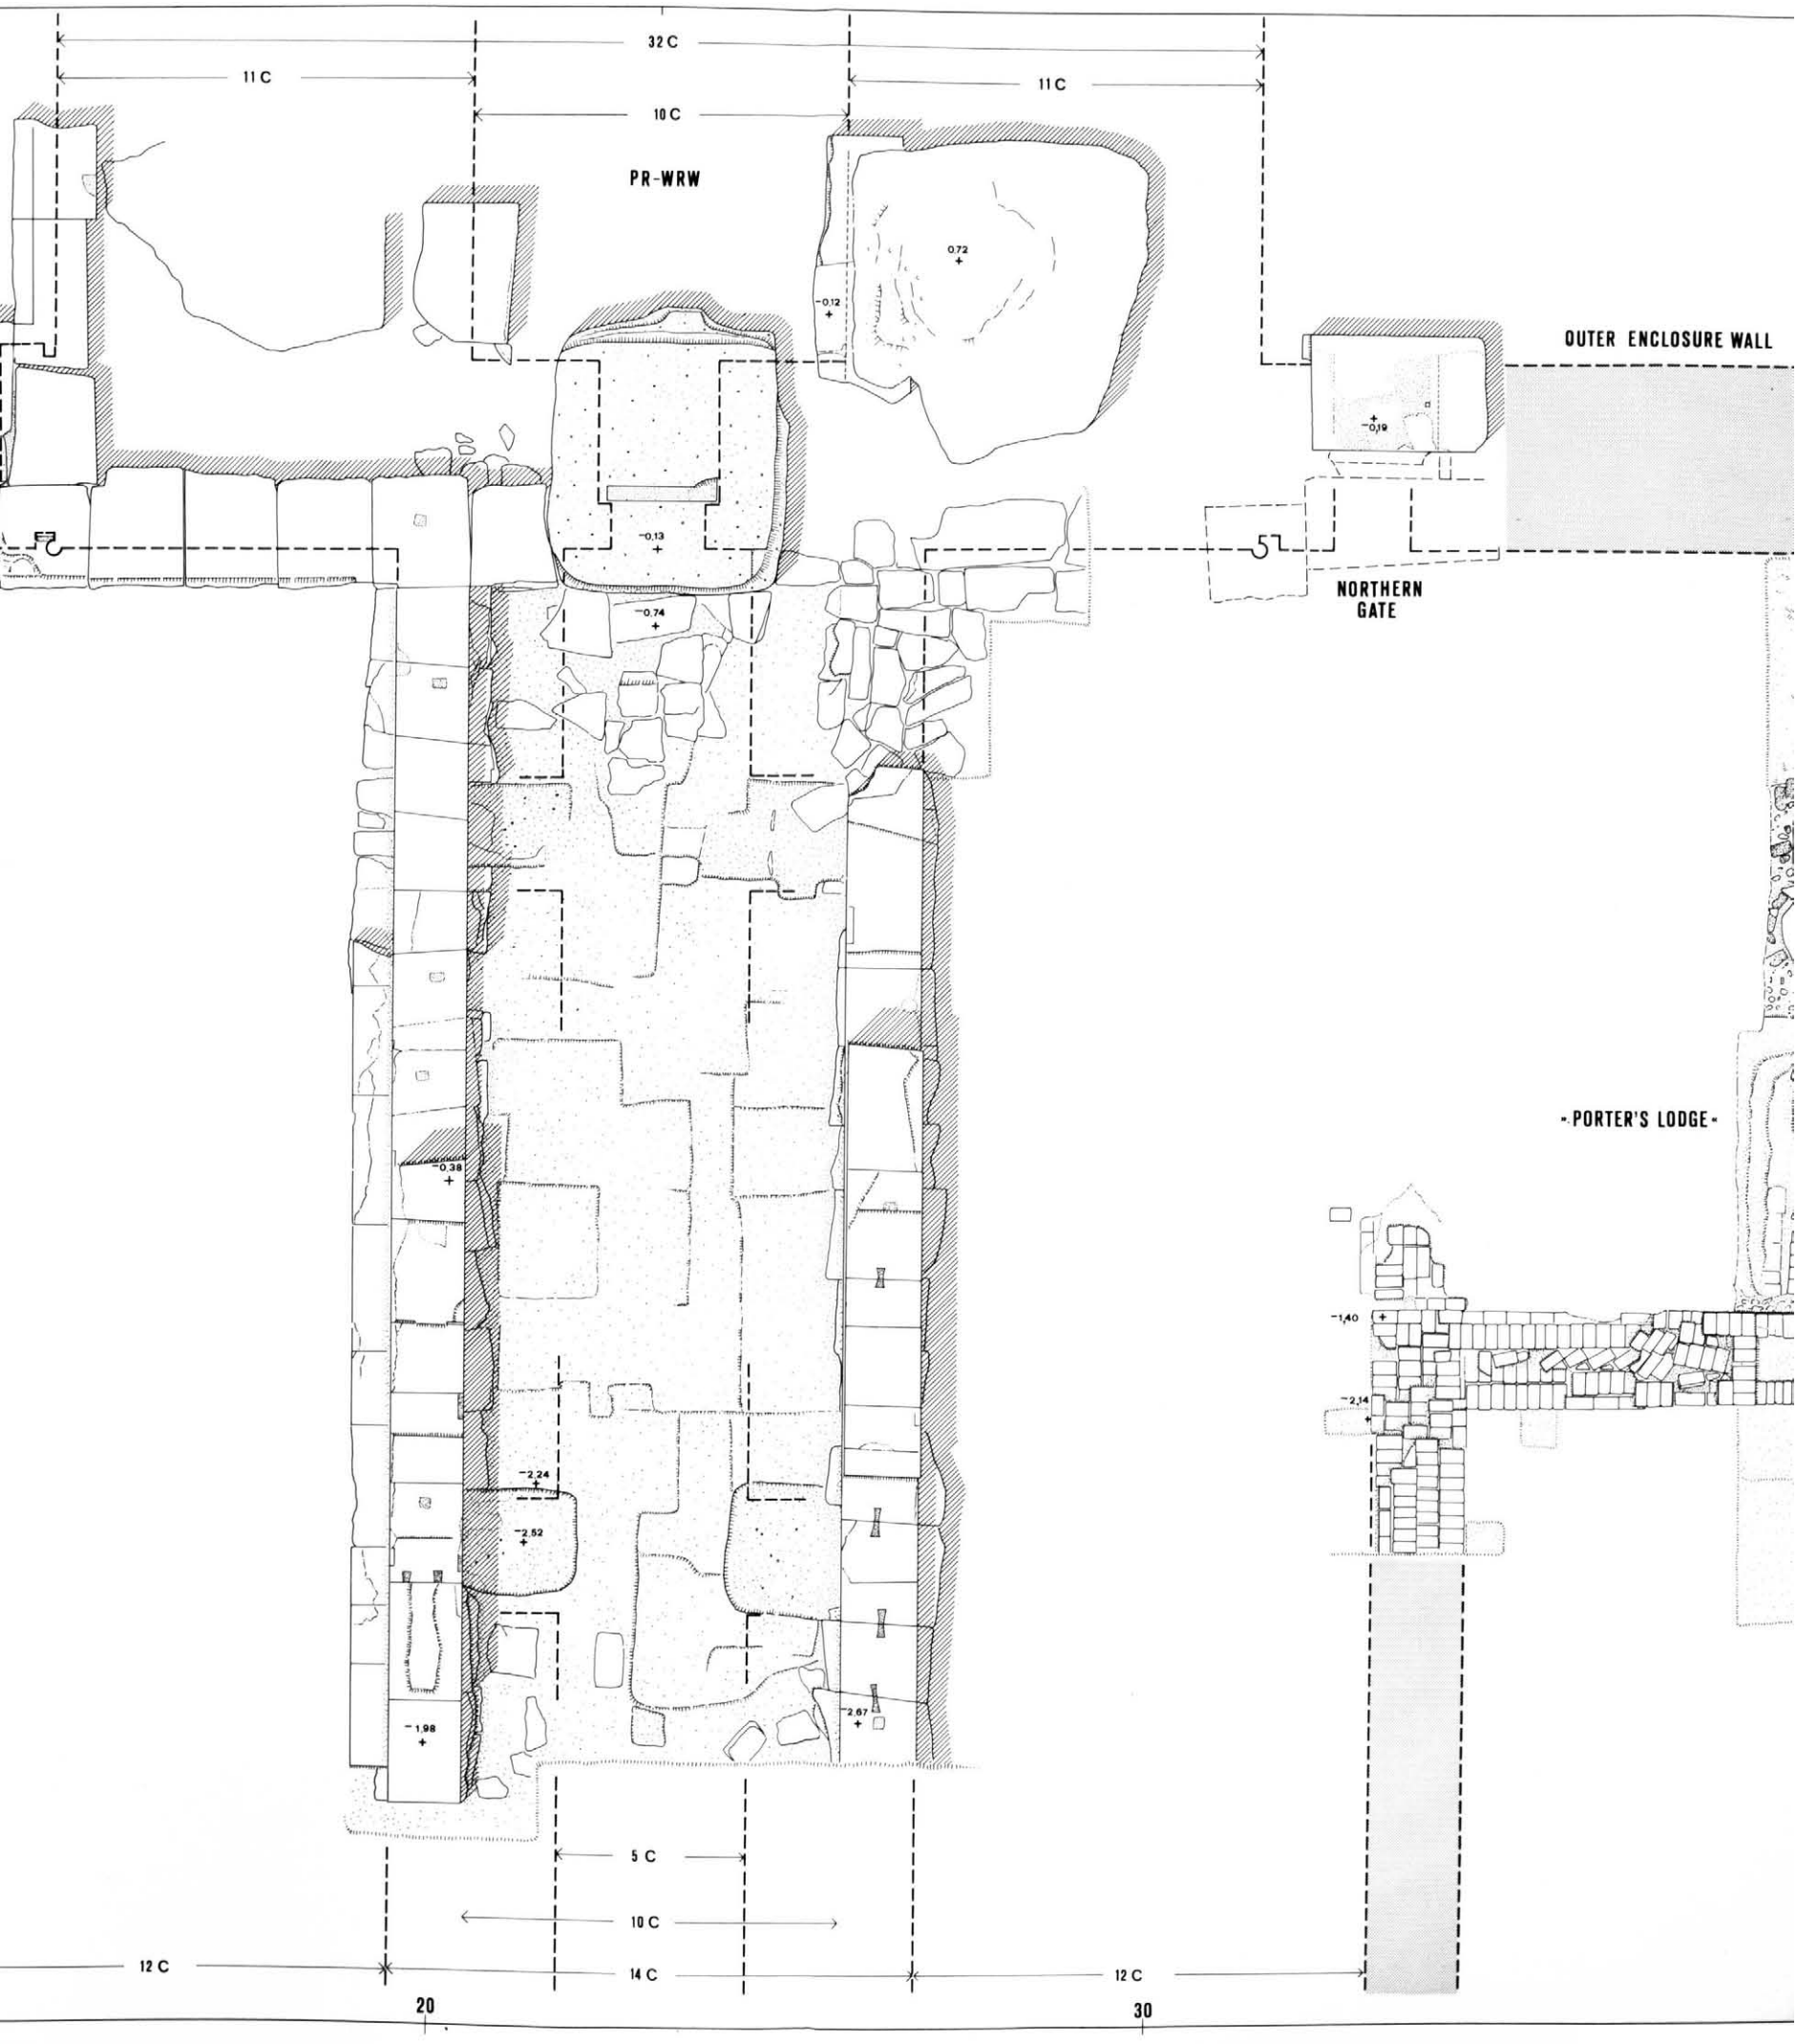 32 C
11 C
11 C
10 C
PR-WRW
0,72
-0,12
OUTER ENCLOSURE WALL
-0,19
-0,13
NORTHERN
GATE
-0,74
"PORTER'S LODGE"
-0,38
-1,40
-2,14
-2,24
-2,52
-2,67
-1,98
5 C
10 C
12 C
14 C
12 C
20
30